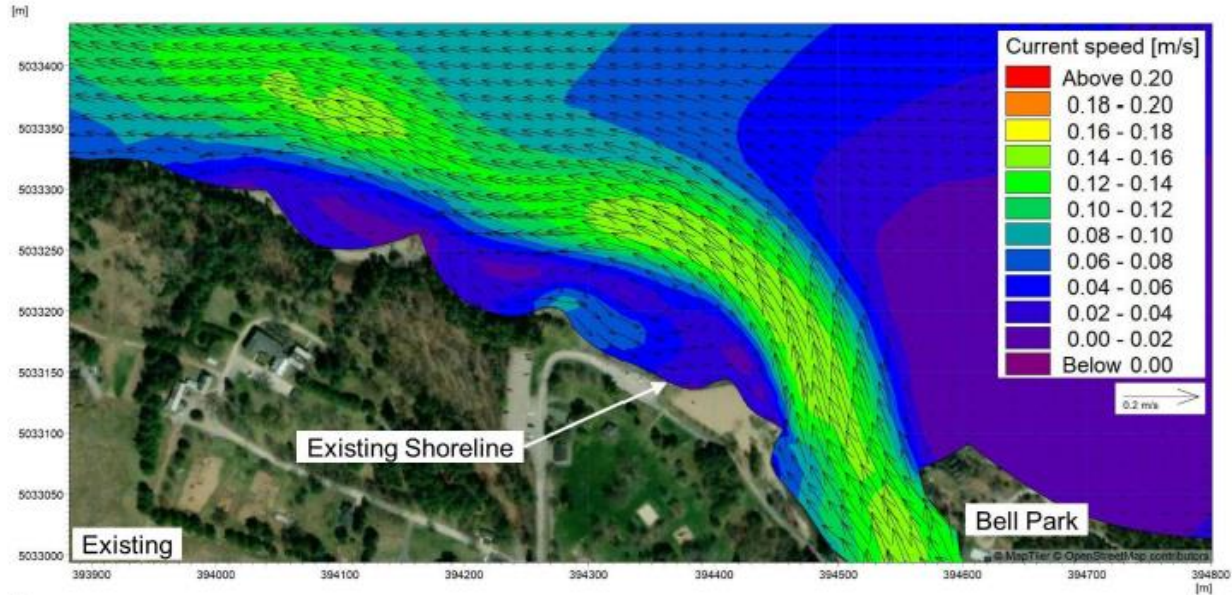 [m]
5033400
5033350
5033300
5033250
5033200
5033150
5033100
5033050
5033000
Current speed [m/s]
Above 0.20
0.18 - 0.20
0.16 - 0.18
0.14 - 0.16
0.12 - 0.14
0.10 - 0.12
0.08 - 0.10
0.06 - 0.08
0.04 - 0.06
0.02 - 0.04
0.00 - 0.02
Below 0.00
0.2 m/s
Existing Shoreline
Bell Park
Existing
© MapTiler © OpenStreetMap contributors
393900 394000 394100 394200 394300 394400 394500 394600 394700 394800
[m]